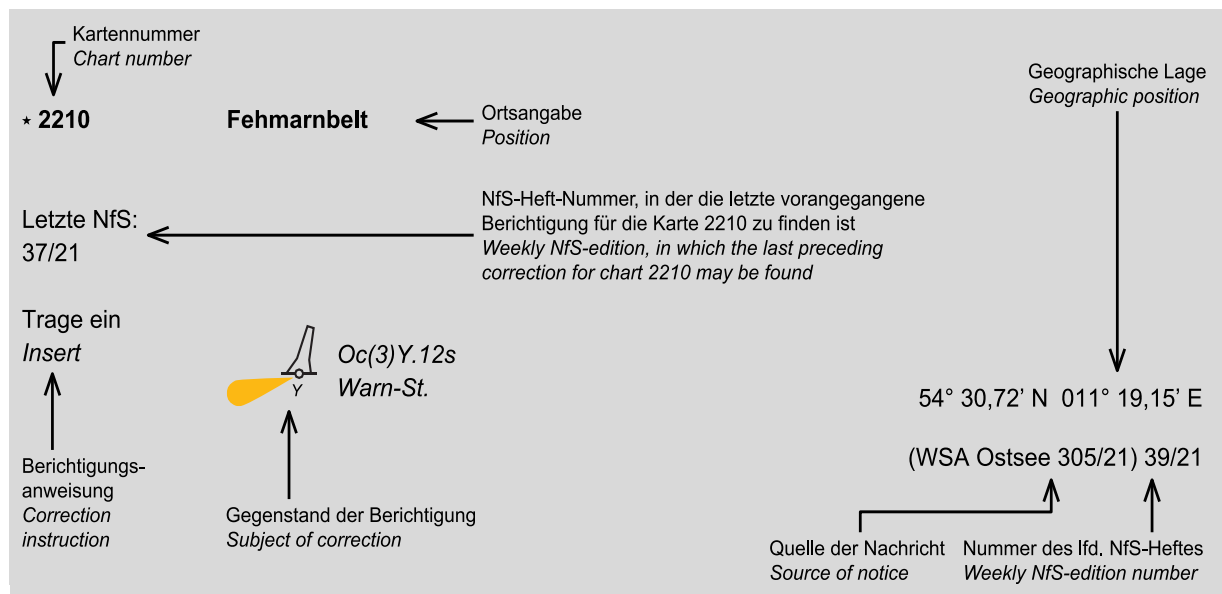 Kartennummer
Chart number
Geographische Lage
Geographic position
⋆ 2210 Fehmarnbelt
Ortsangabe
Position
Letzte NfS:
37/21
NfS-Heft-Nummer, in der die letzte vorangegangene
Berichtigung für die Karte 2210 zu finden ist
Weekly NfS-edition, in which the last preceding
correction for chart 2210 may be found
Trage ein
Insert
Y
Oc(3)Y.12s
Warn-St.
54° 30,72' N 011° 19,15' E
(WSA Ostsee 305/21) 39/21
Berichtigungs-
anweisung
Correction
instruction
Gegenstand der Berichtigung
Subject of correction
Quelle der Nachricht
Source of notice
Nummer des lfd. NfS-Heftes
Weekly NfS-edition number